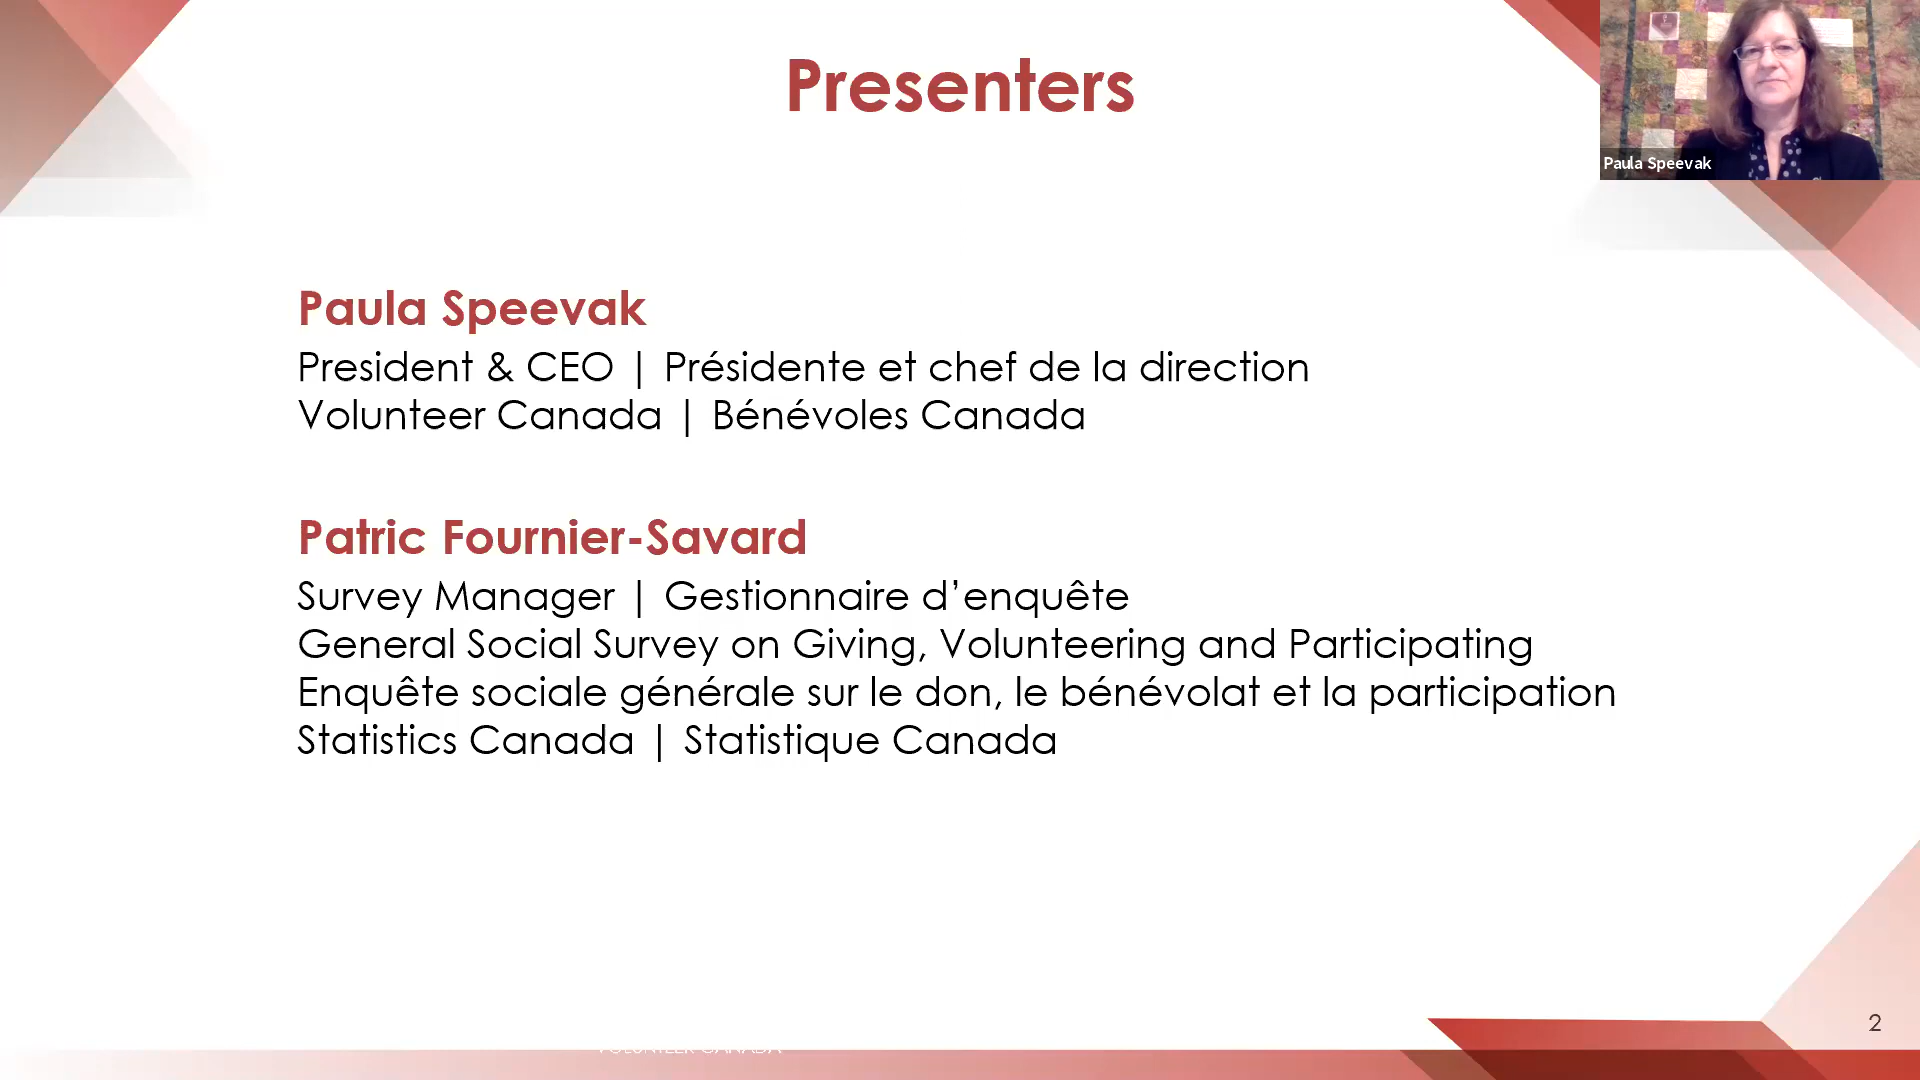 Presenters
Paula Speevak
Paula Speevak
President & CEO | Présidente et chef de la direction
Volunteer Canada | Bénévoles Canada
Patric Fournier-Savard
Survey Manager | Gestionnaire d’enquête
General Social Survey on Giving, Volunteering and Participating
Enquête sociale générale sur le don, le bénévolat et la participation
Statistics Canada | Statistique Canada
2
VOLUNTEER CANADA